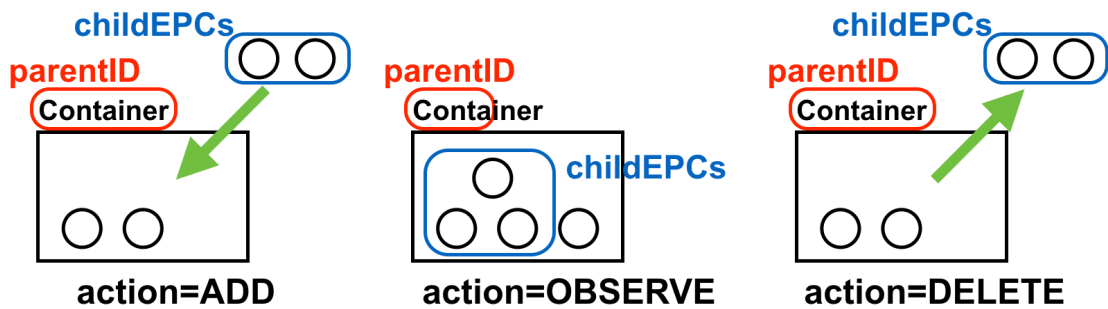 childEPCs
parentID
Container
action=ADD
parentID
Container
childEPCs
action=OBSERVE
childEPCs
parentID
Container
action=DELETE